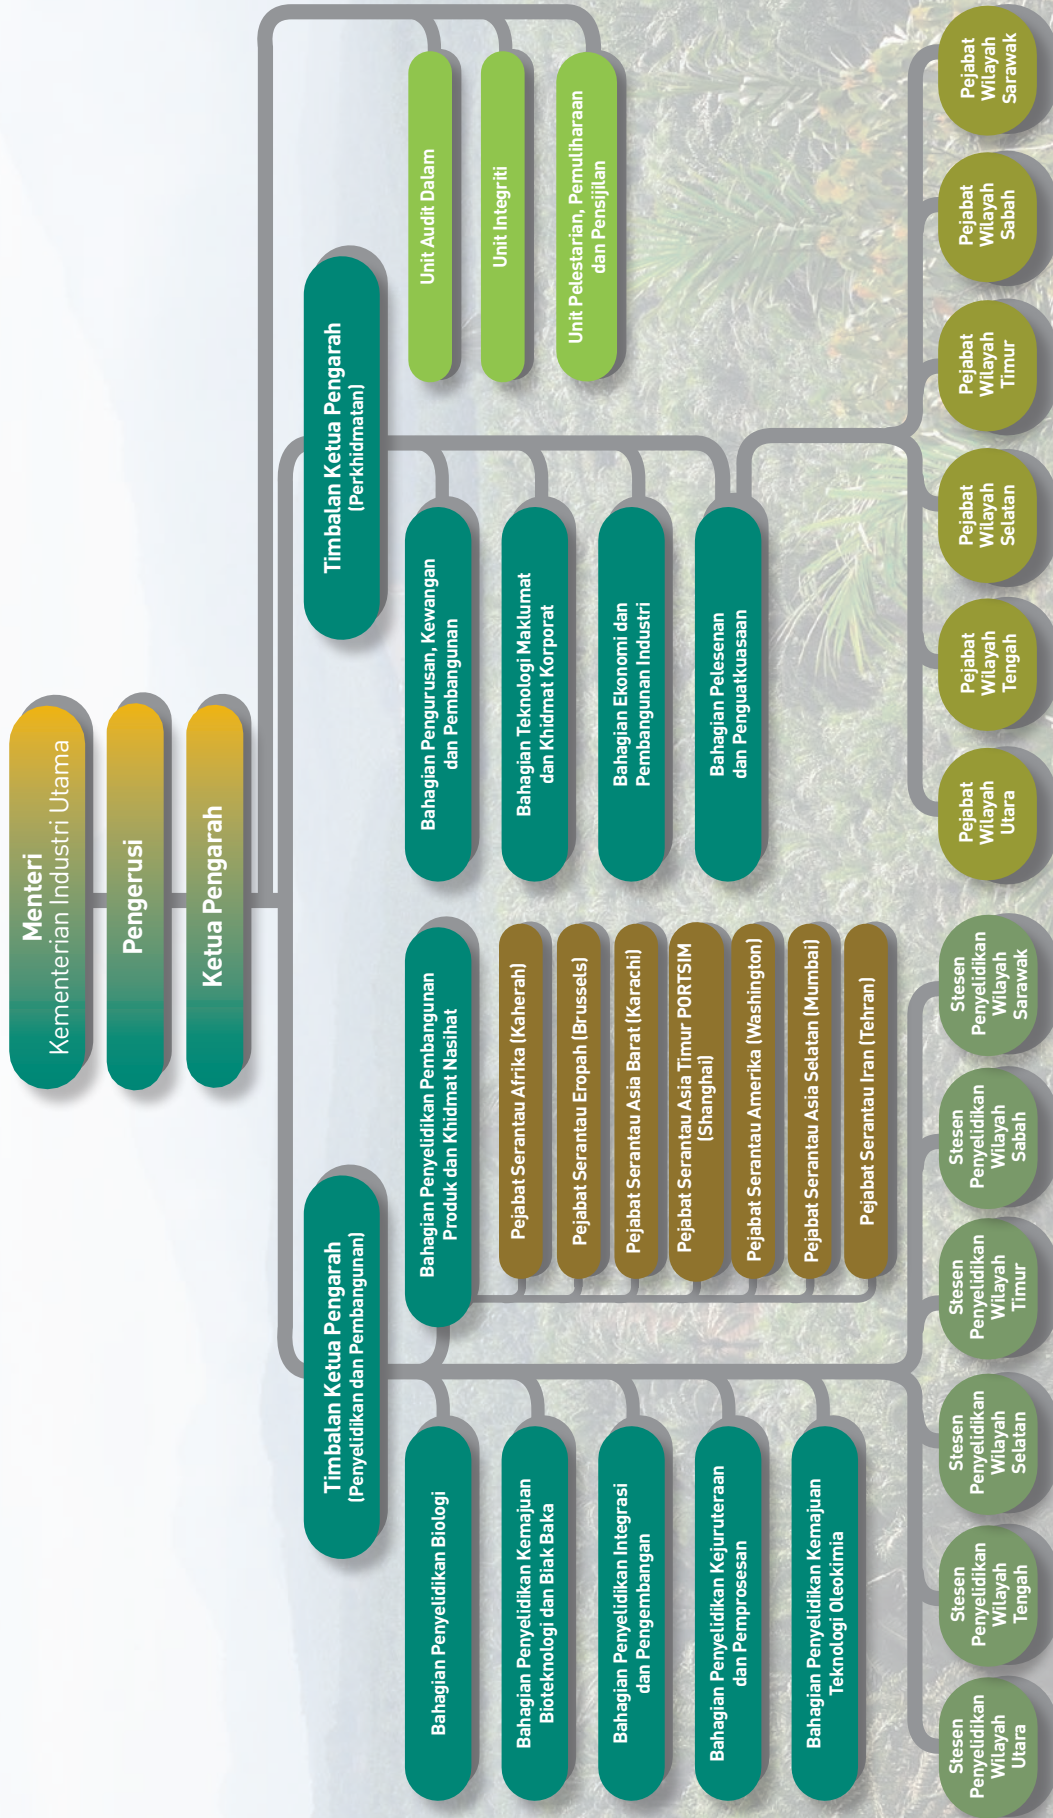 Menteri
Kementerian Industri Utama
Pengerusi
Ketua Pengarah
Timbalan Ketua Pengarah
(Penyelidikan dan Pembangunan)
Timbalan Ketua Pengarah
(Perkhidmatan)
Bahagian Penyelidikan Biologi
Bahagian Penyelidikan Kemajuan
Bioteknologi dan Biak Baka
Bahagian Penyelidikan Integrasi
dan Pengembangan
Bahagian Penyelidikan Kejuruteraan
dan Pemprosesan
Bahagian Penyelidikan Kemajuan
Teknologi Oleokimia
Bahagian Penyelidikan Pembangunan
Produk dan Khidmat Nasihat
Pejabat Serantau Afrika (Kaherah)
Pejabat Serantau Eropah (Brussels)
Pejabat Serantau Asia Barat (Karachi)
Pejabat Serantau Asia Timur PORTSIM
(Shanghai)
Pejabat Serantau Amerika (Washington)
Pejabat Serantau Asia Selatan (Mumbai)
Pejabat Serantau Iran (Tehran)
Bahagian Pengurusan, Kewangan
dan Pembangunan
Bahagian Teknologi Maklumat
dan Khidmat Korporat
Bahagian Ekonomi dan
Pembangunan Industri
Bahagian Pelesenan
dan Penguatkuasaan
Unit Audit Dalam
Unit Integriti
Unit Pelestarian, Pemuliharaan
dan Pensijilan
Stesen
Penyelidikan
Wilayah
Utara
Stesen
Penyelidikan
Wilayah
Tengah
Stesen
Penyelidikan
Wilayah
Selatan
Stesen
Penyelidikan
Wilayah
Timur
Stesen
Penyelidikan
Wilayah
Sabah
Stesen
Penyelidikan
Wilayah
Sarawak
Pejabat
Wilayah
Utara
Pejabat
Wilayah
Tengah
Pejabat
Wilayah
Selatan
Pejabat
Wilayah
Timur
Pejabat
Wilayah
Sabah
Pejabat
Wilayah
Sarawak